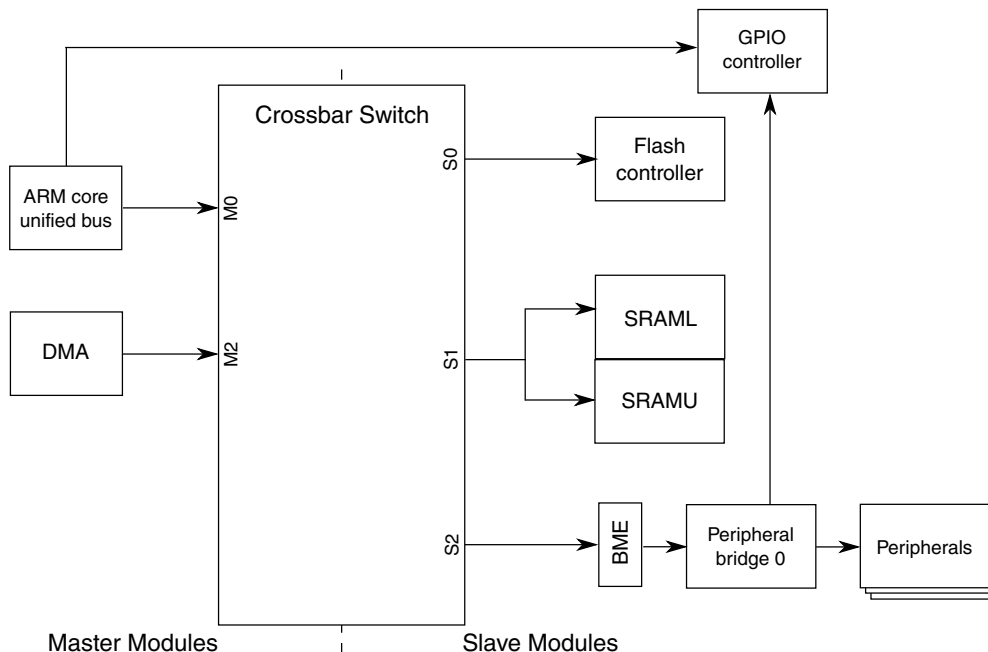 GPIO
controller
Crossbar Switch
S0
Flash
controller
ARM core
unified bus
M0
SRAML
DMA
M2
S1
SRAMU
S2
BME
Peripheral
bridge 0
Peripherals
Master Modules
Slave Modules